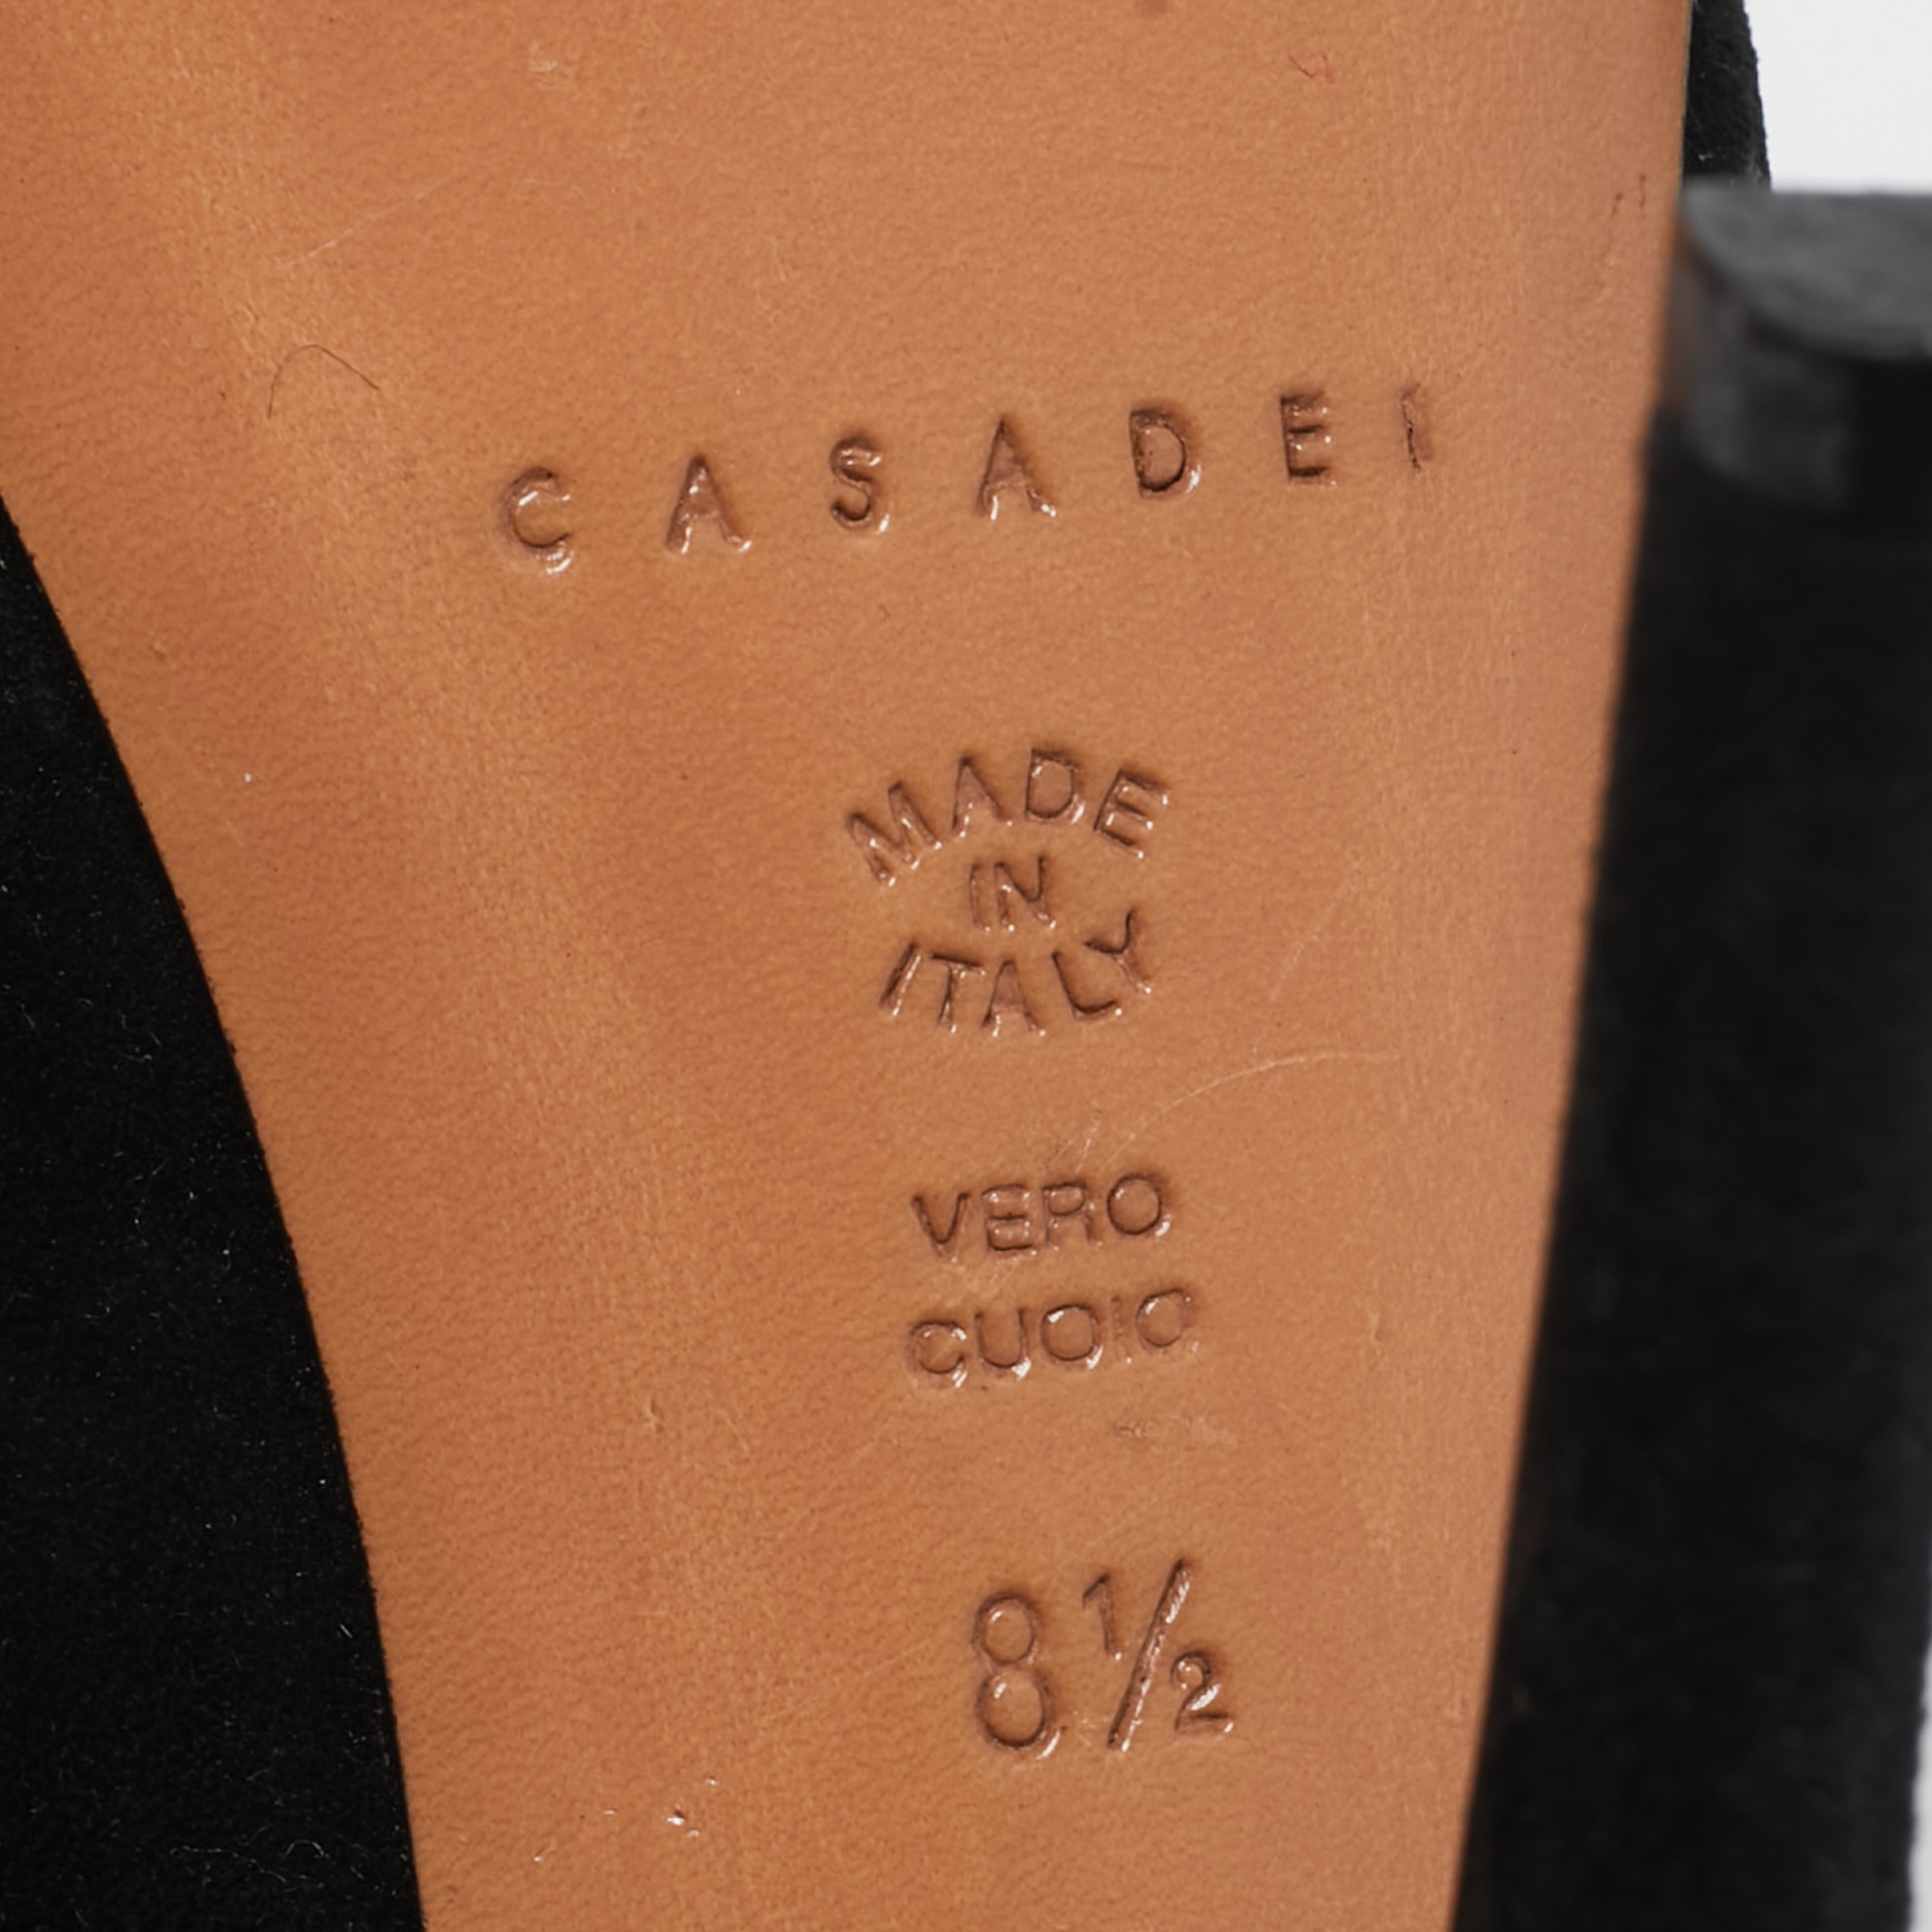 CASADEI
MADE
IN
ITALY
VERO
CUOIO
8½